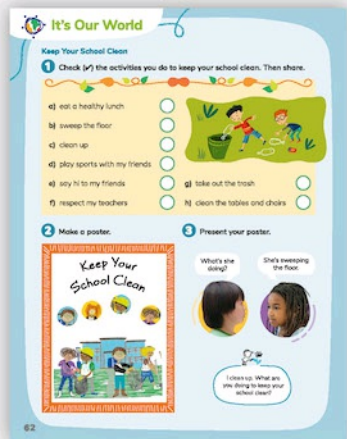 It's Our World
Keep Your School Clean
1 Check (✓) the activities you do to keep your school clean. Then share.
a) eat a healthy lunch
b) sweep the floor
c) clean up
d) play sports with my friends
e) say hi to my friends
f) respect my teachers
g) take out the trash
h) clean the tables and chairs
2 Make a poster.
Keep Your
School Clean
3 Present your poster.
What's she
doing?
She's sweeping
the floor.
I clean up. What are
you doing to keep your
school clean?
62